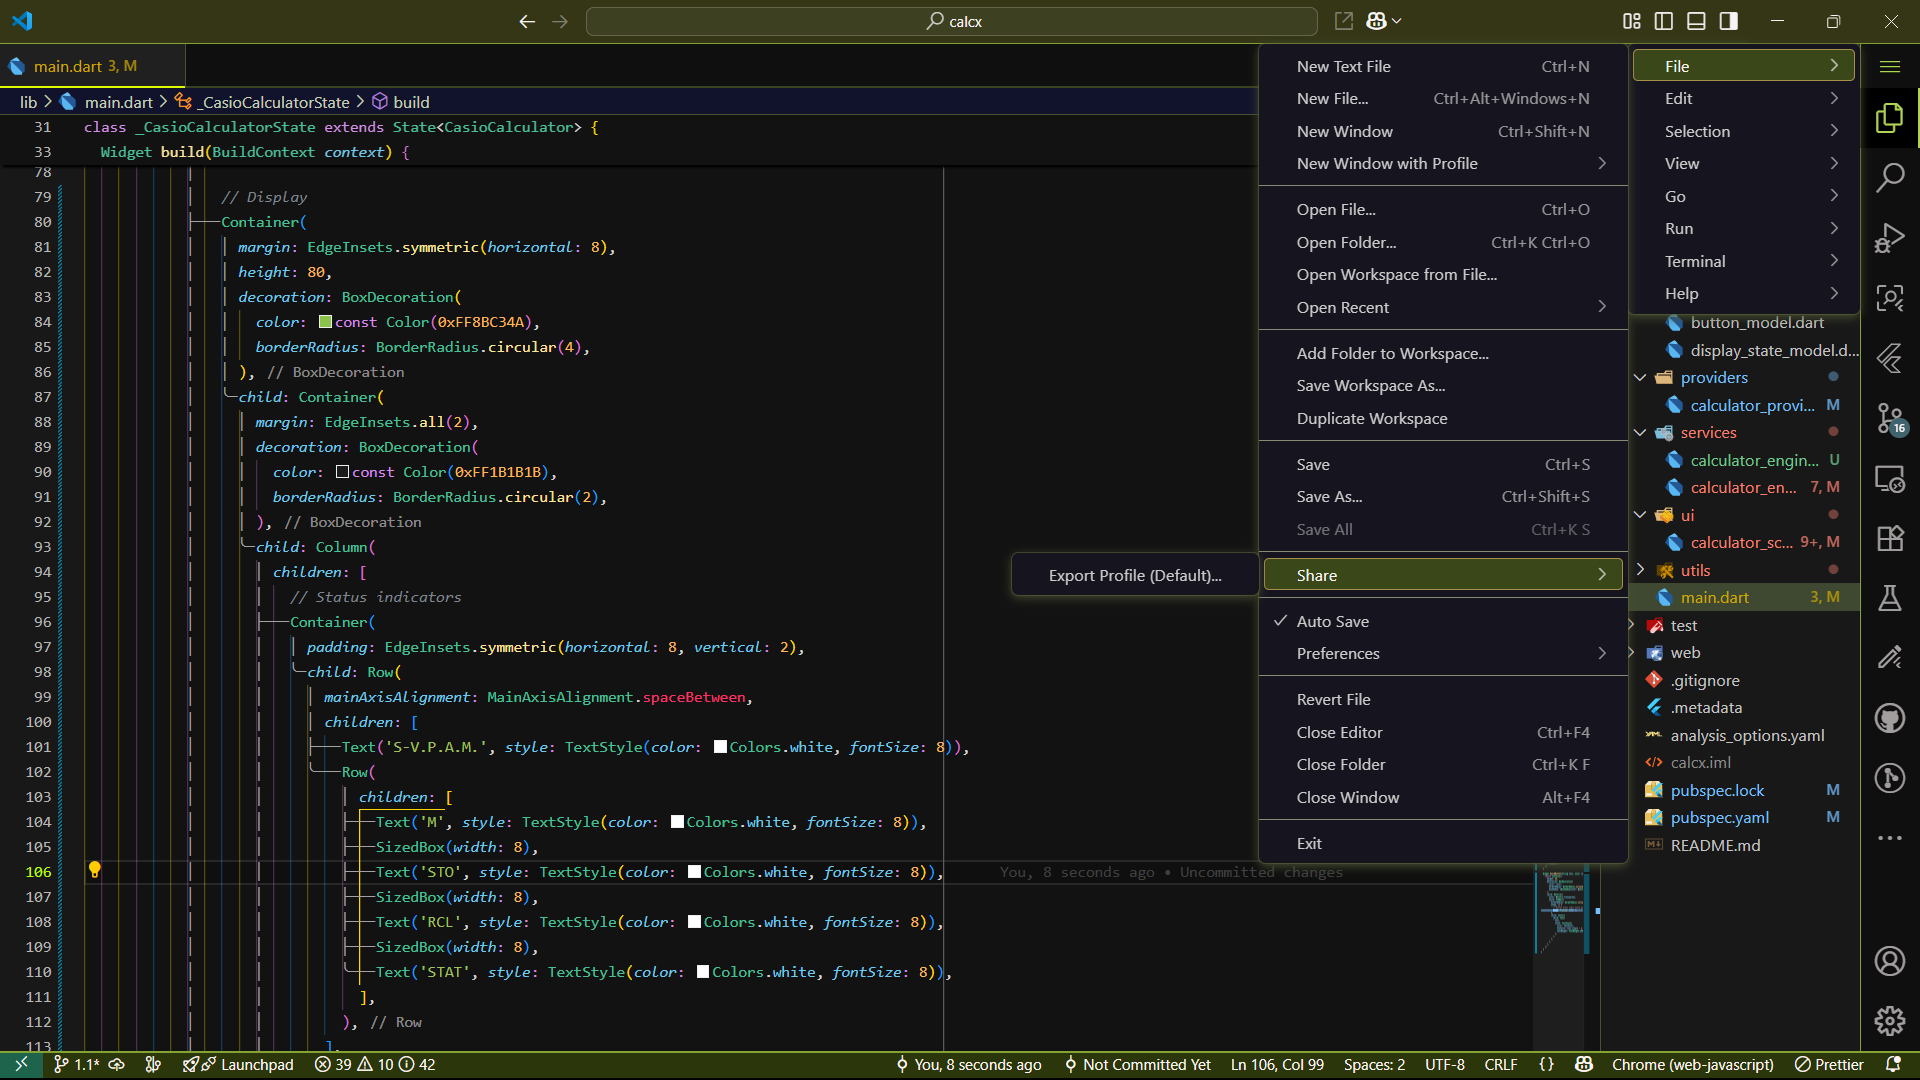 calcx
main.dart 3, M
lib > main.dart > _CasioCalculatorState > build
31 class _CasioCalculatorState extends State<CasioCalculator> {
33 Widget build(BuildContext context) {
78
79 // Display
80 Container(
81 margin: EdgeInsets.symmetric(horizontal: 8),
82 height: 80,
83 decoration: BoxDecoration(
84 color: const Color(0xFF8BC34A),
85 borderRadius: BorderRadius.circular(4),
86 ), // BoxDecoration
87 child: Container(
88 margin: EdgeInsets.all(2),
89 decoration: BoxDecoration(
90 color: const Color(0xFF1B1B1B),
91 borderRadius: BorderRadius.circular(2),
92 ), // BoxDecoration
93 child: Column(
94 children: [
95 // Status indicators
96 Container(
97 padding: EdgeInsets.symmetric(horizontal: 8, vertical: 2),
98 child: Row(
99 mainAxisAlignment: MainAxisAlignment.spaceBetween,
100 children: [
101 Text('S-V.P.A.M.', style: TextStyle(color: Colors.white, fontSize: 8)),
102 Row(
103 children: [
104 Text('M', style: TextStyle(color: Colors.white, fontSize: 8)),
105 SizedBox(width: 8),
106 Text('STO', style: TextStyle(color: Colors.white, fontSize: 8)), You, 8 seconds ago • Uncommitted changes
107 SizedBox(width: 8),
108 Text('RCL', style: TextStyle(color: Colors.white, fontSize: 8)),
109 SizedBox(width: 8),
110 Text('STAT', style: TextStyle(color: Colors.white, fontSize: 8)),
111 ],
112 ), // Row
113 ]
Export Profile (Default)...
New Text File Ctrl+N
New File... Ctrl+Alt+Windows+N
New Window Ctrl+Shift+N
New Window with Profile
Open File... Ctrl+O
Open Folder... Ctrl+K Ctrl+O
Open Workspace from File...
Open Recent
Add Folder to Workspace...
Save Workspace As...
Duplicate Workspace
Save Ctrl+S
Save As... Ctrl+Shift+S
Save All Ctrl+K S
Share
Auto Save
Preferences
Revert File
Close Editor Ctrl+F4
Close Folder Ctrl+K F
Close Window Alt+F4
Exit
File
Edit
Selection
View
Go
Run
Terminal
Help
button_model.dart
display_state_model.d...
providers
calculator_provi... M
services
calculator_engin... U
calculator_en... 7, M
ui
calculator_sc... 9+, M
utils
main.dart 3, M
test
web
.gitignore
.metadata
analysis_options.yaml
calcx.iml
pubspec.lock M
pubspec.yaml M
README.md
16
1.1* Launchpad 39 10 42 You, 8 seconds ago Not Committed Yet Ln 106, Col 99 Spaces: 2 UTF-8 CRLF {} Chrome (web-javascript) Prettier